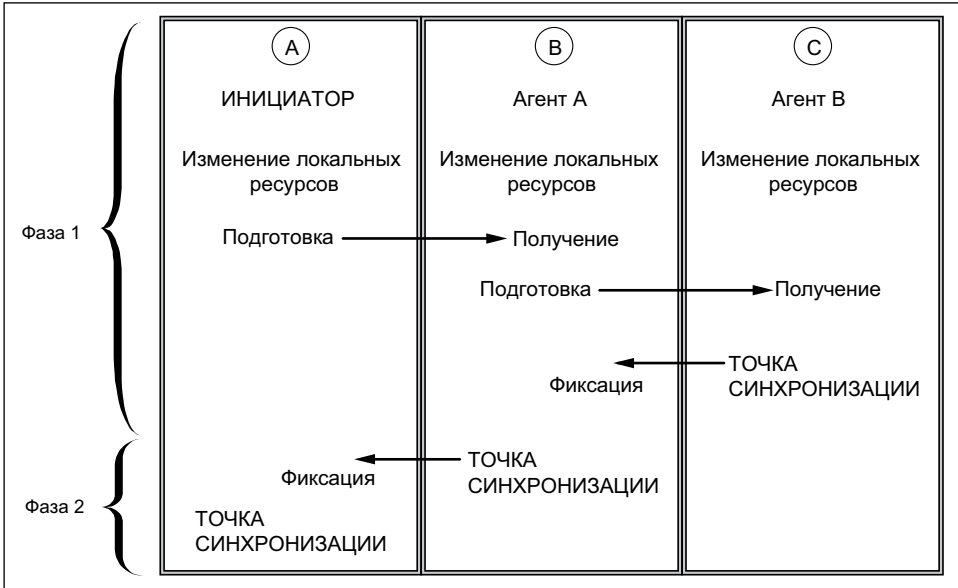 A
B
C
ИНИЦИАТОР
Агент A
Агент B
Изменение локальных
ресурсов
Изменение локальных
ресурсов
Изменение локальных
ресурсов
Фаза 1
Подготовка
Получение
Подготовка
Получение
ТОЧКА
СИНХРОНИЗАЦИИ
Фиксация
ТОЧКА
СИНХРОНИЗАЦИИ
Фиксация
Фаза 2
ТОЧКА
СИНХРОНИЗАЦИИ